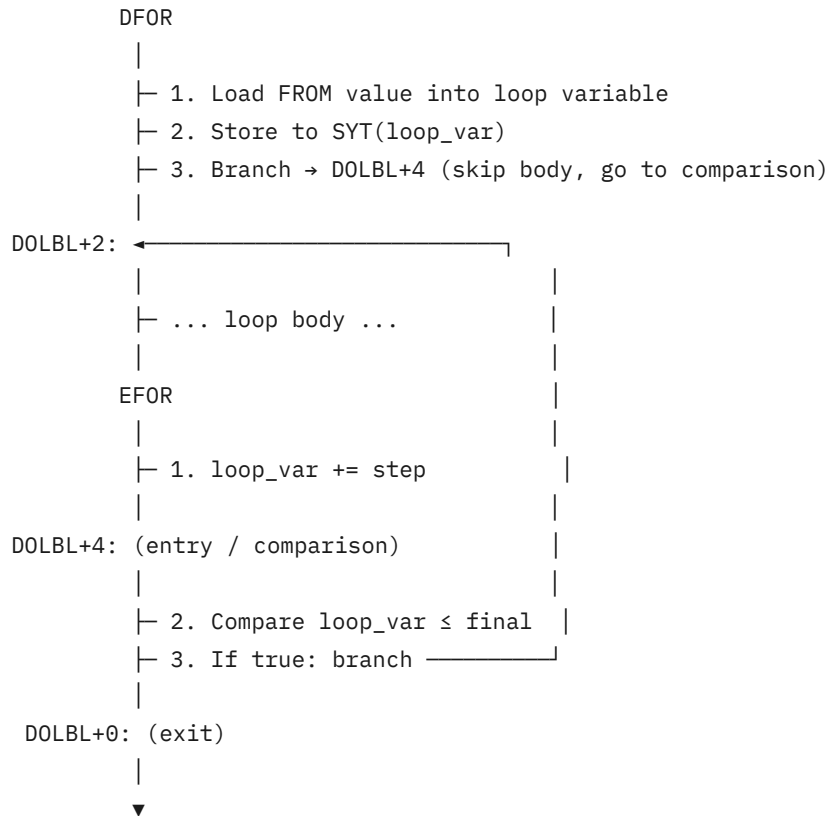 DFOR
1. Load FROM value into loop variable
2. Store to SYT(loop_var)
3. Branch → DOLBL+4 (skip body, go to comparison)
DOLBL+2:
... loop body ...
EFOR
1. loop_var += step
DOLBL+4: (entry / comparison)
2. Compare loop_var ≤ final
3. If true: branch
DOLBL+0: (exit)